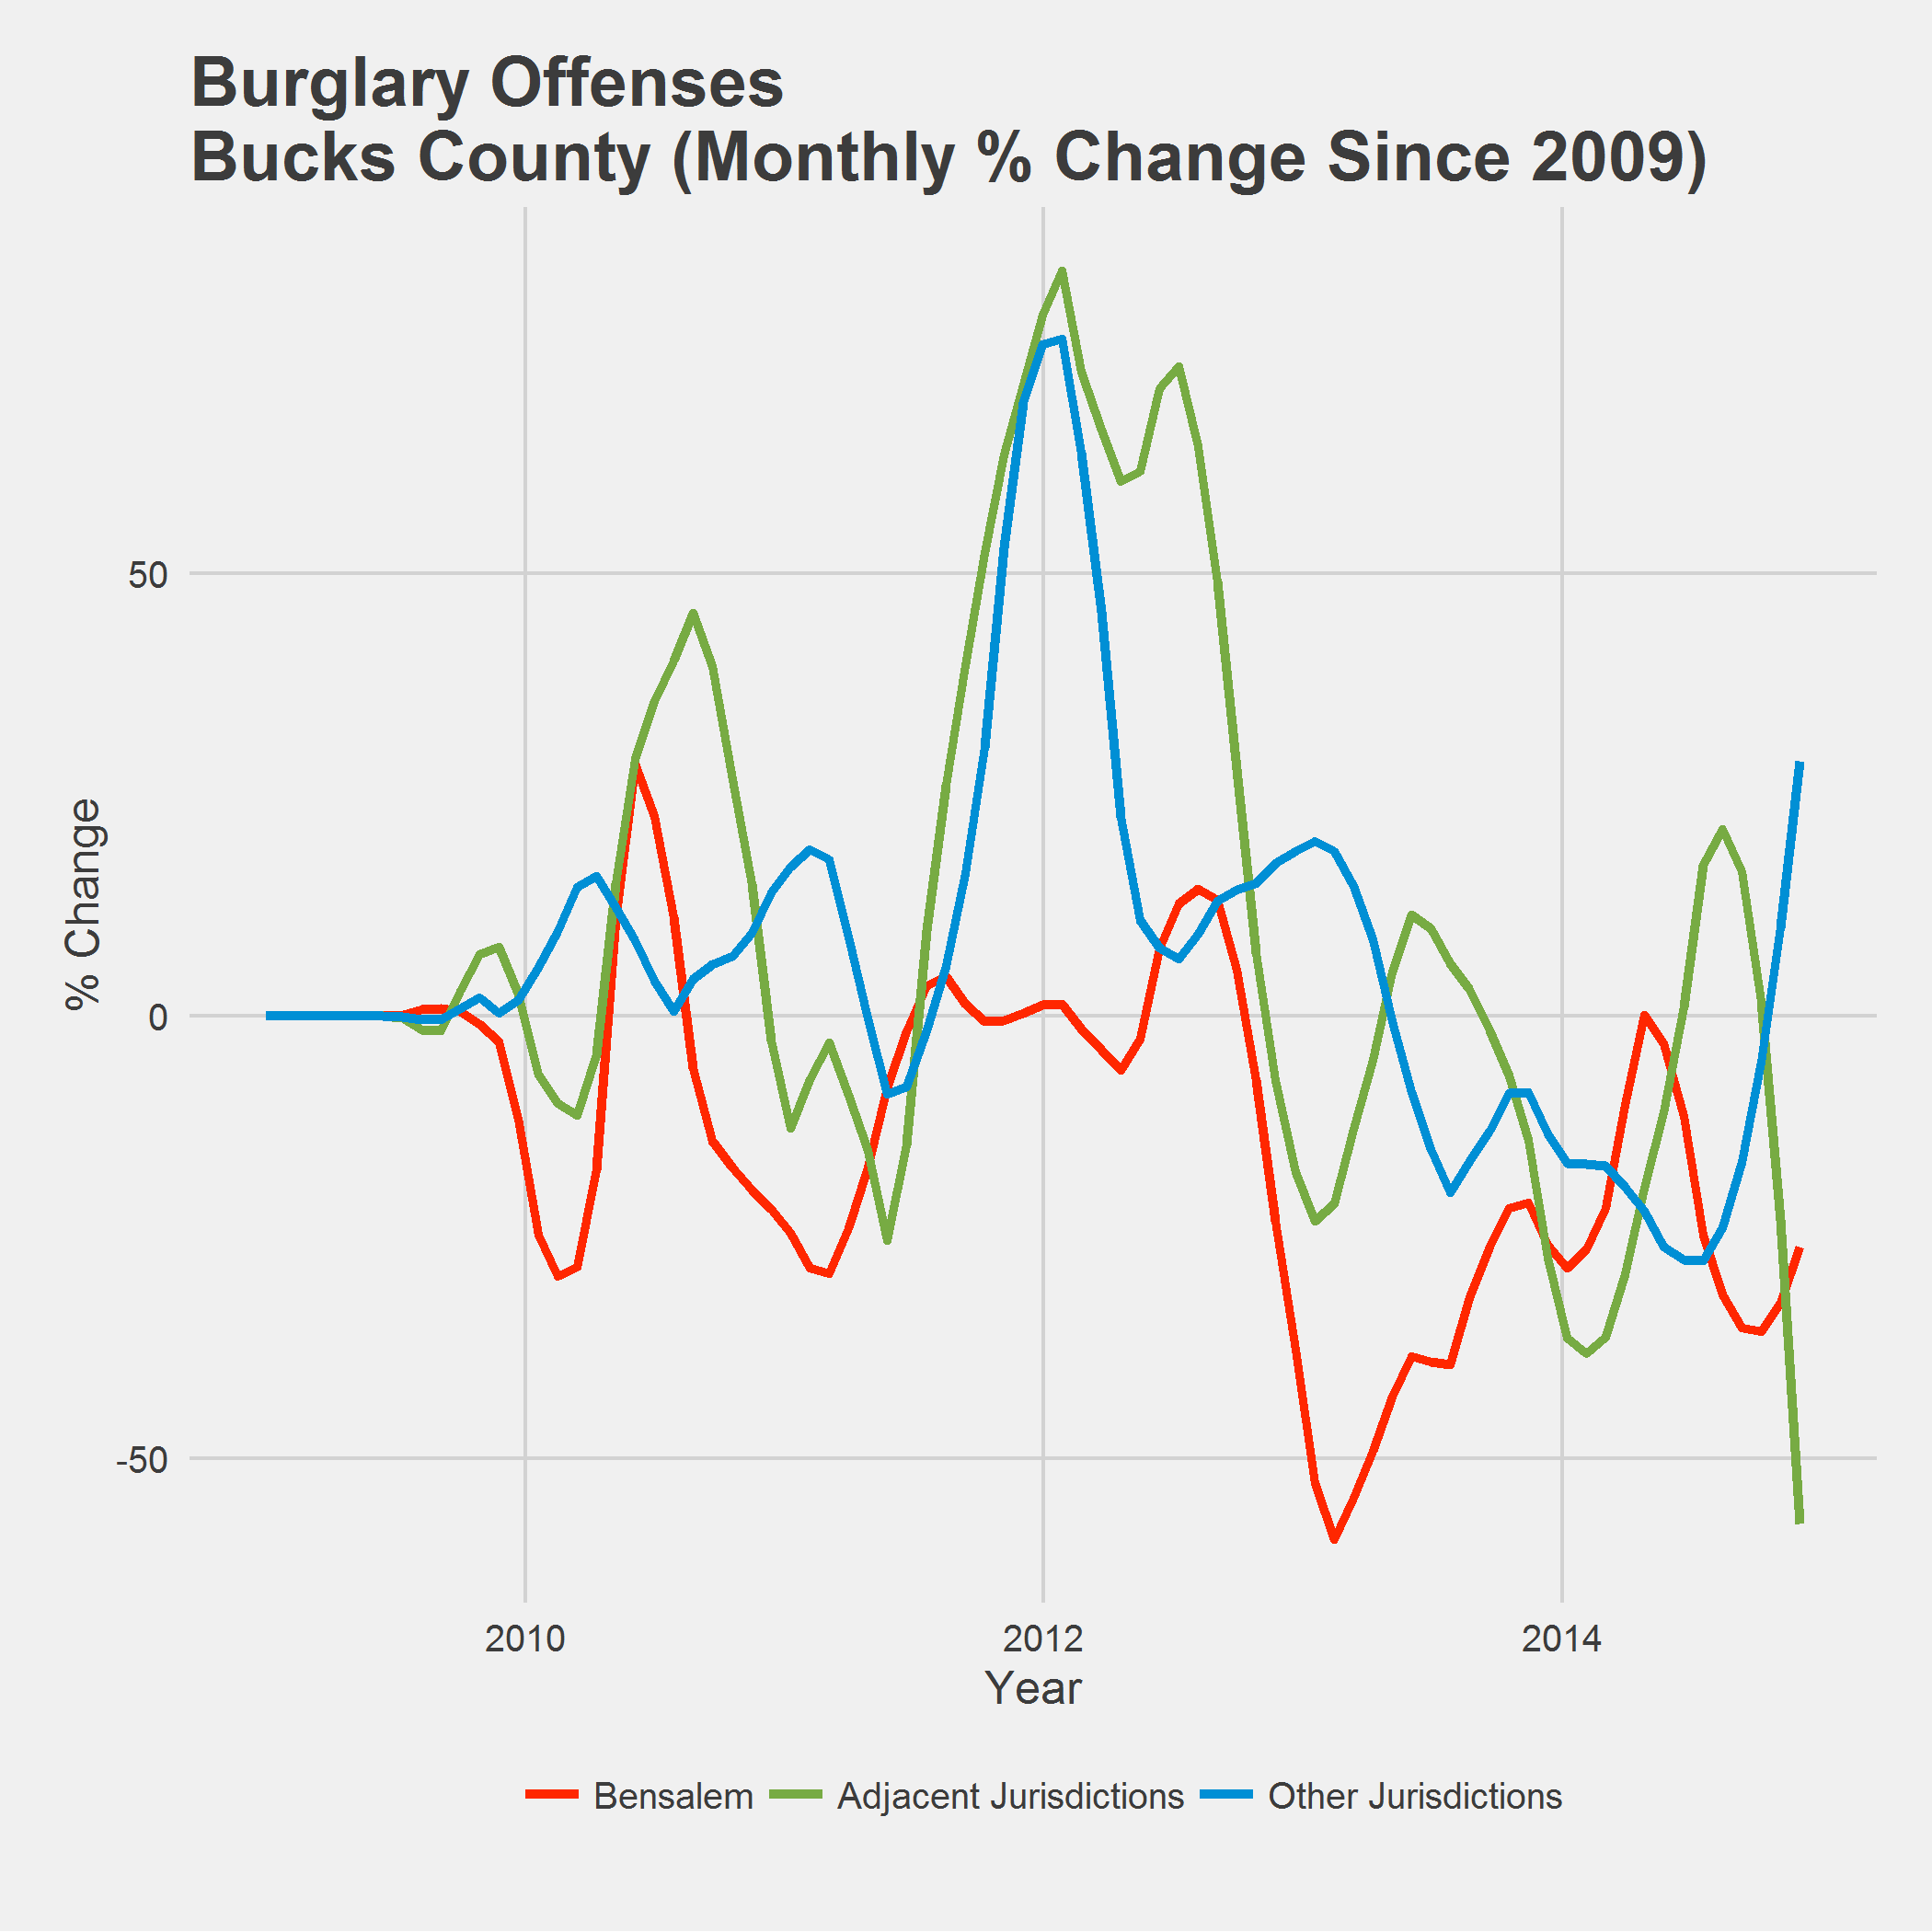 Burglary Offenses
Bucks County (Monthly % Change Since 2009)
% Change
50
0
-50
2010 2012 2014
Year
Bensalem Adjacent Jurisdictions Other Jurisdictions